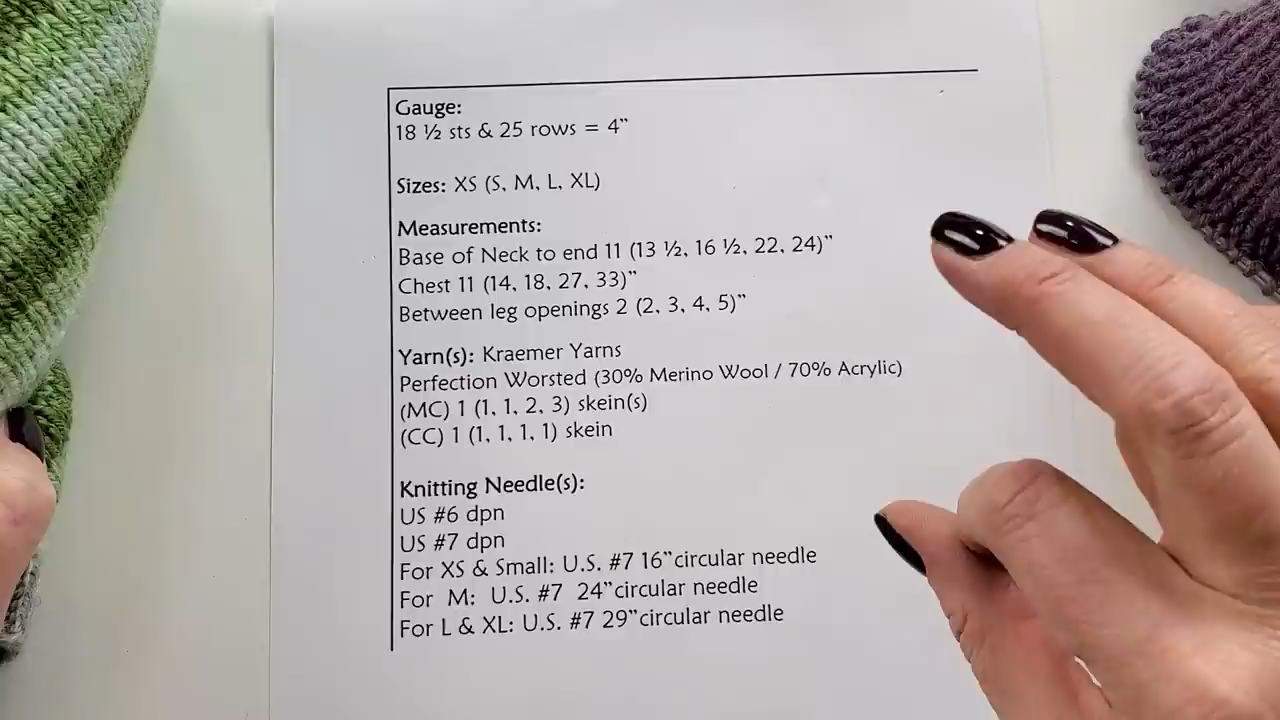 Gauge:
18 ½ sts & 25 rows = 4”
Sizes: XS (S, M, L, XL)
Measurements:
Base of Neck to end 11 (13 ½, 16 ½, 22, 24)”
Chest 11 (14, 18, 27, 33)”
Between leg openings 2 (2, 3, 4, 5)”
Yarn(s): Kraemer Yarns
Perfection Worsted (30% Merino Wool / 70% Acrylic)
(MC) 1 (1, 1, 2, 3) skein(s)
(CC) 1 (1, 1, 1, 1) skein
Knitting Needle(s):
US #6 dpn
US #7 dpn
For XS & Small: U.S. #7 16” circular needle
For M: U.S. #7 24” circular needle
For L & XL: U.S. #7 29” circular needle